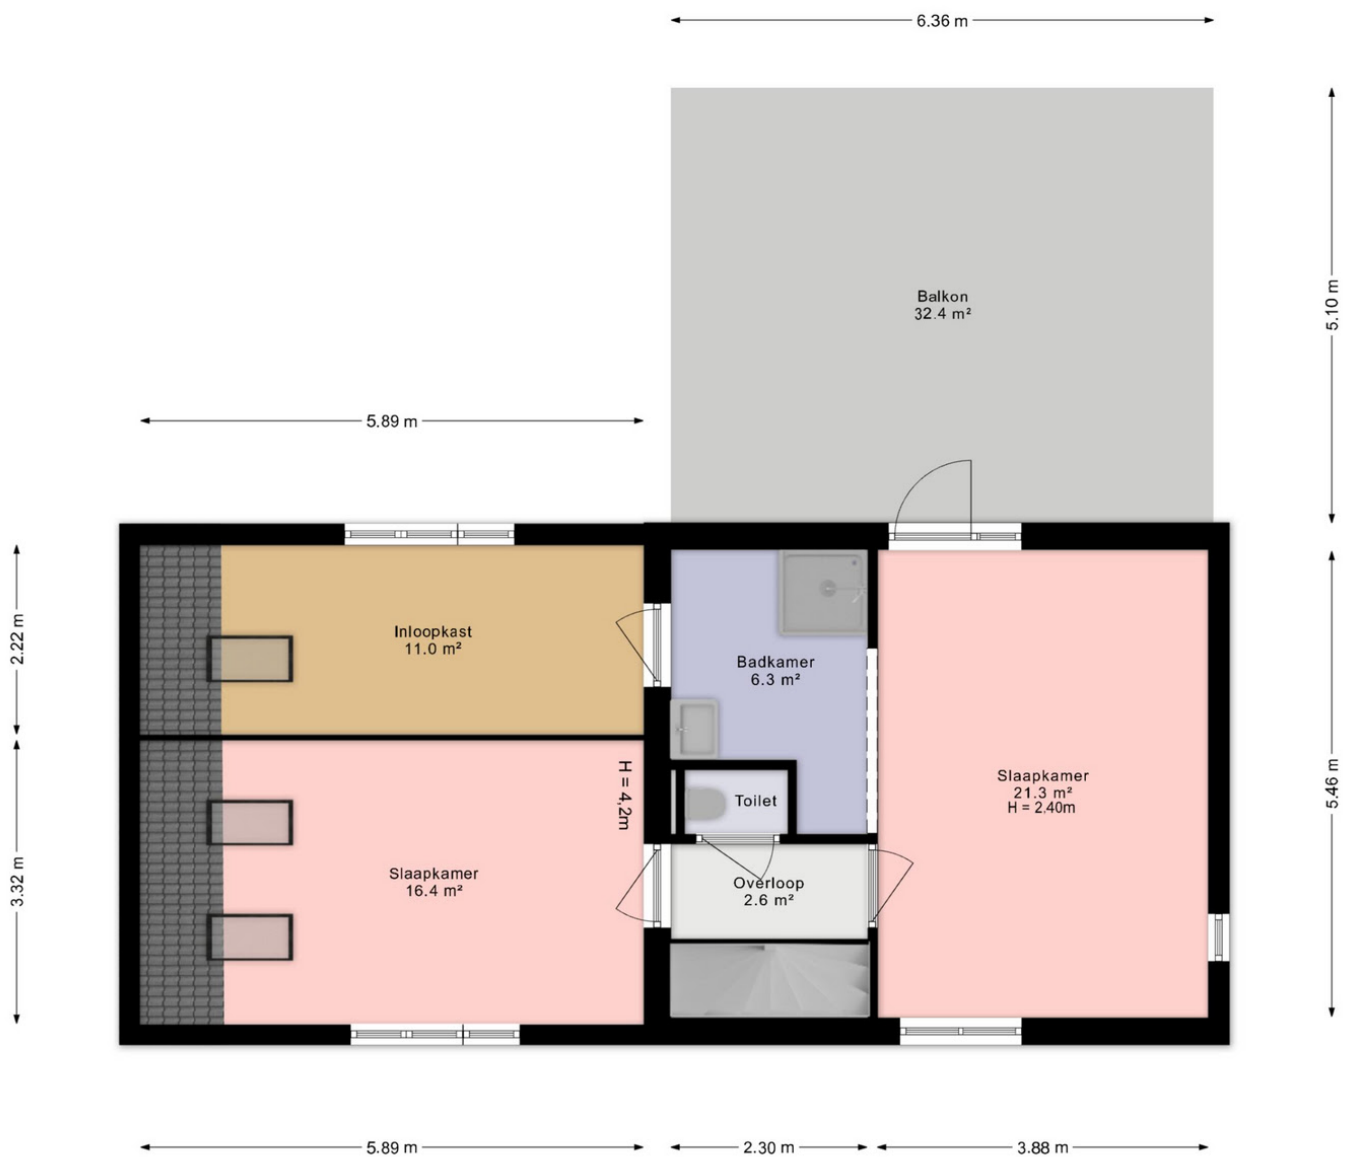 6.36 m
Balkon
32.4 m²
5.10 m
5.89 m
Inloopkast
11.0 m²
2.22 m
Badkamer
6.3 m²
H = 4,2m
Toilet
Slaapkamer
21.3 m²
H = 2.40m
5.46 m
Slaapkamer
16.4 m²
3.32 m
Overloop
2.6 m²
5.89 m
2.30 m
3.88 m